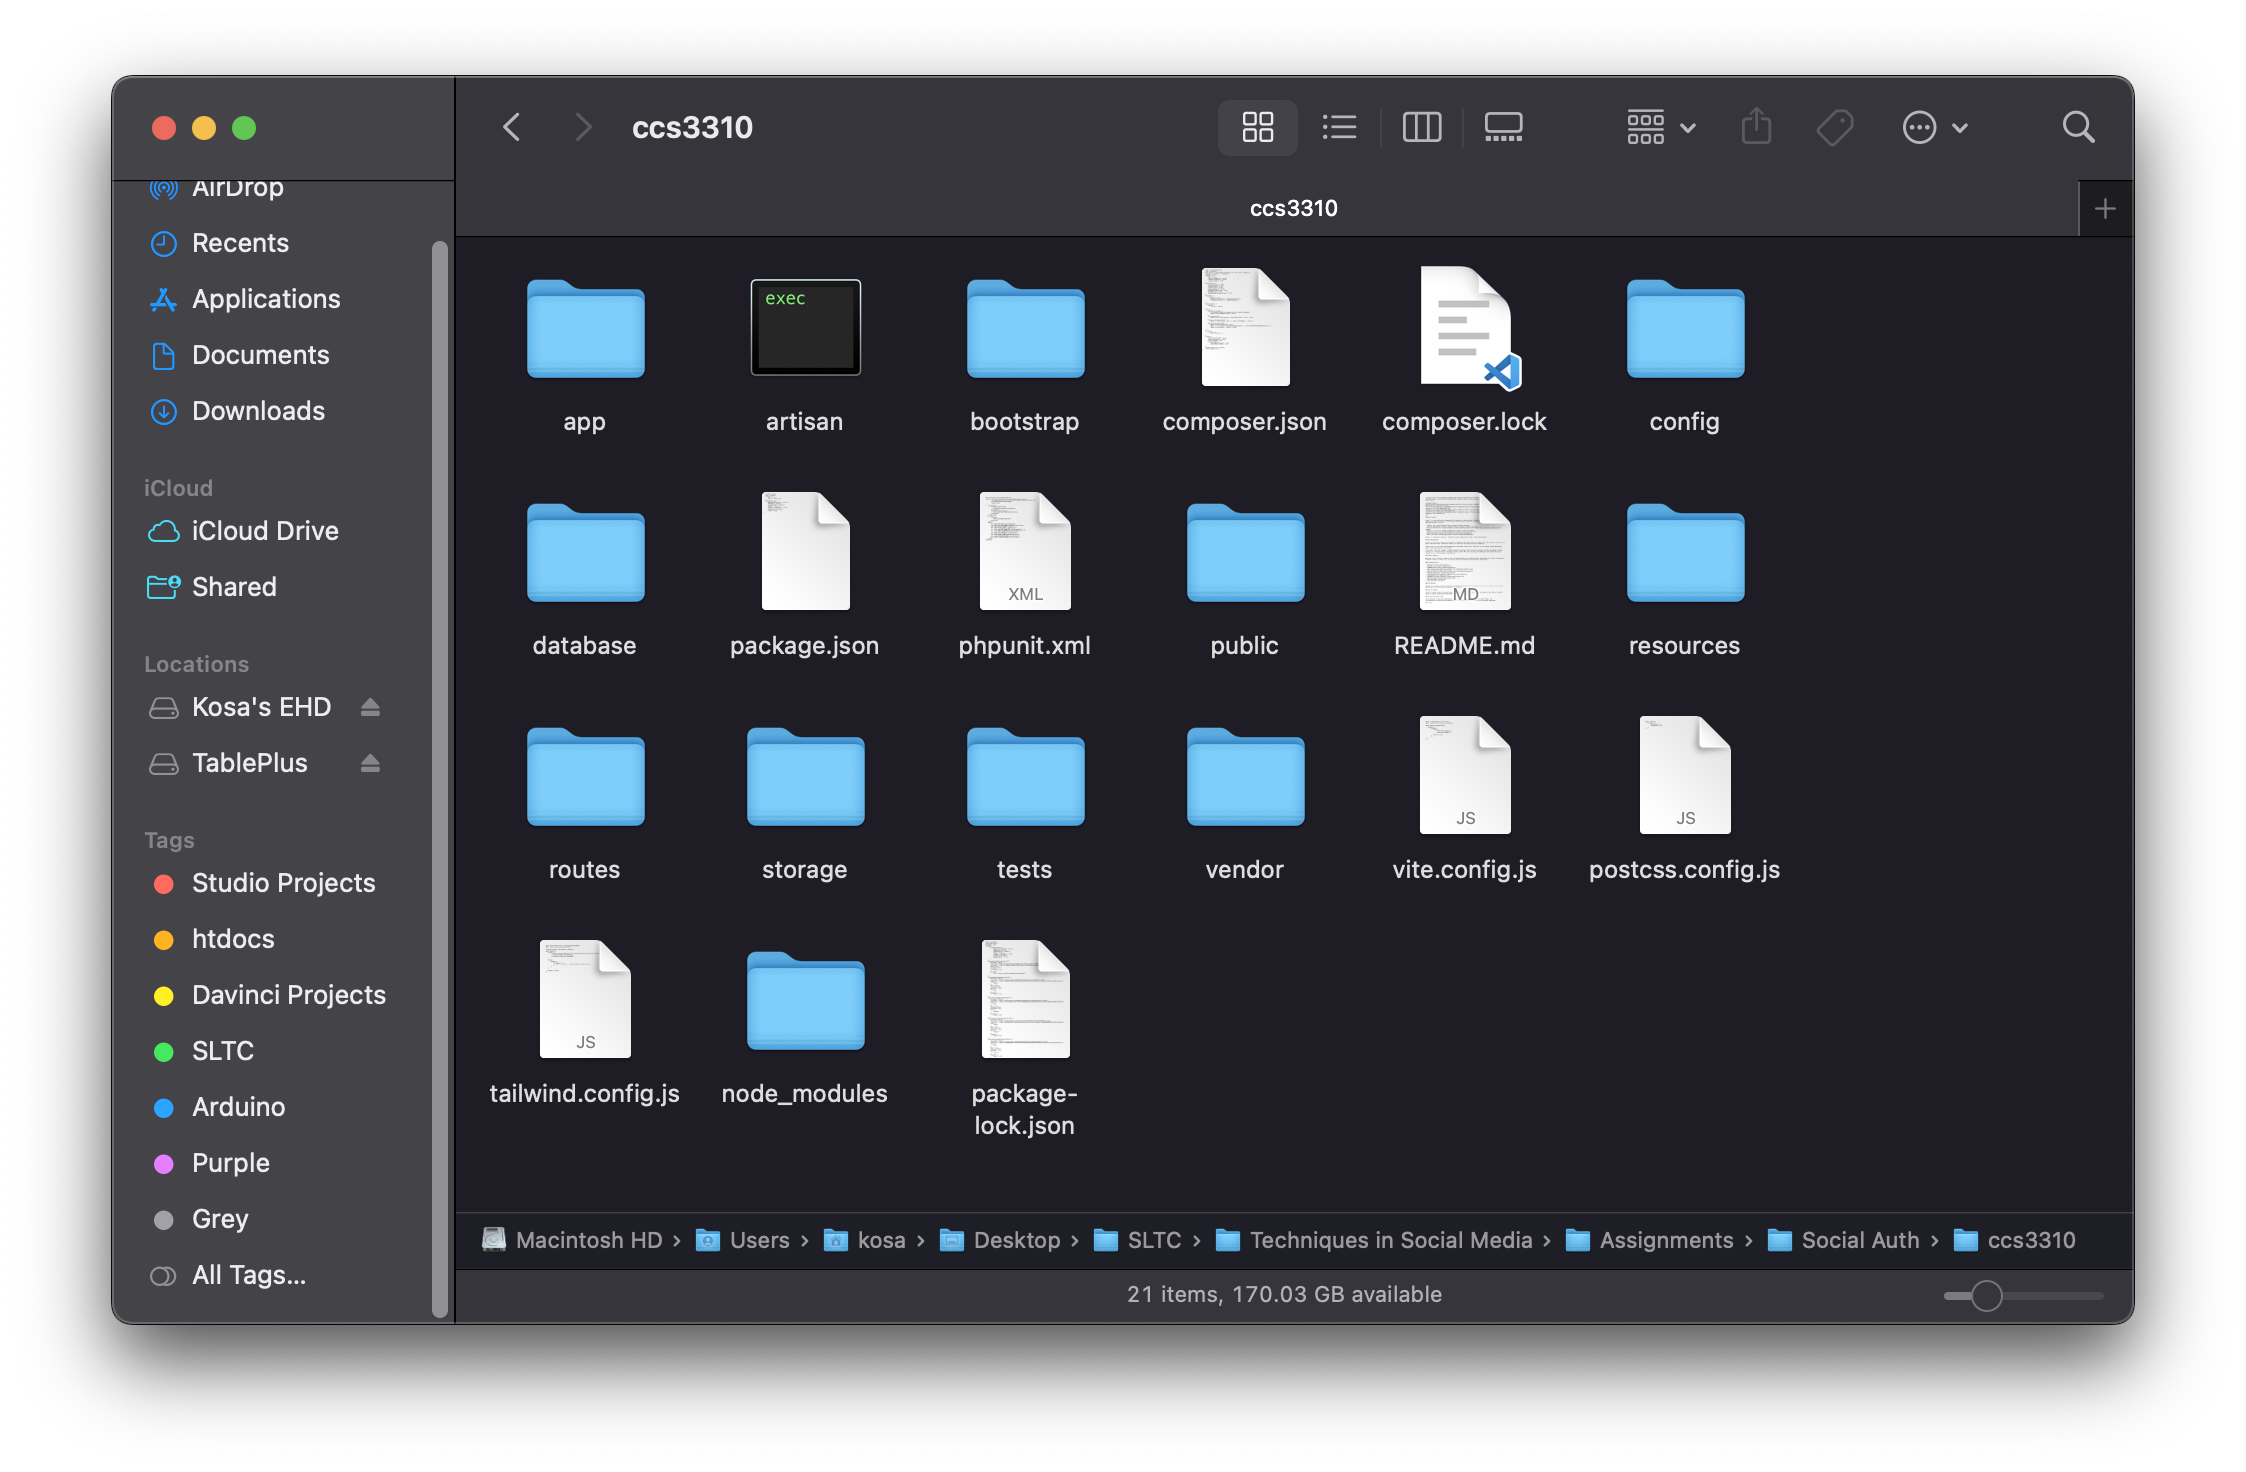 ccs3310
ccs3310
AirDrop
Recents
Applications
Documents
Downloads
iCloud
iCloud Drive
Shared
Locations
Kosa's EHD
TablePlus
Tags
Studio Projects
htdocs
Davinci Projects
SLTC
Arduino
Purple
Grey
All Tags...
exec
app
artisan
bootstrap
composer.json
composer.lock
config
XML
MD
database
package.json
phpunit.xml
public
README.md
resources
JS
JS
routes
storage
tests
vendor
vite.config.js
postcss.config.js
JS
tailwind.config.js
node_modules
package-
lock.json
Macintosh HD › Users › kosa › Desktop › SLTC › Techniques in Social Media › Assignments › Social Auth › ccs3310
21 items, 170.03 GB available